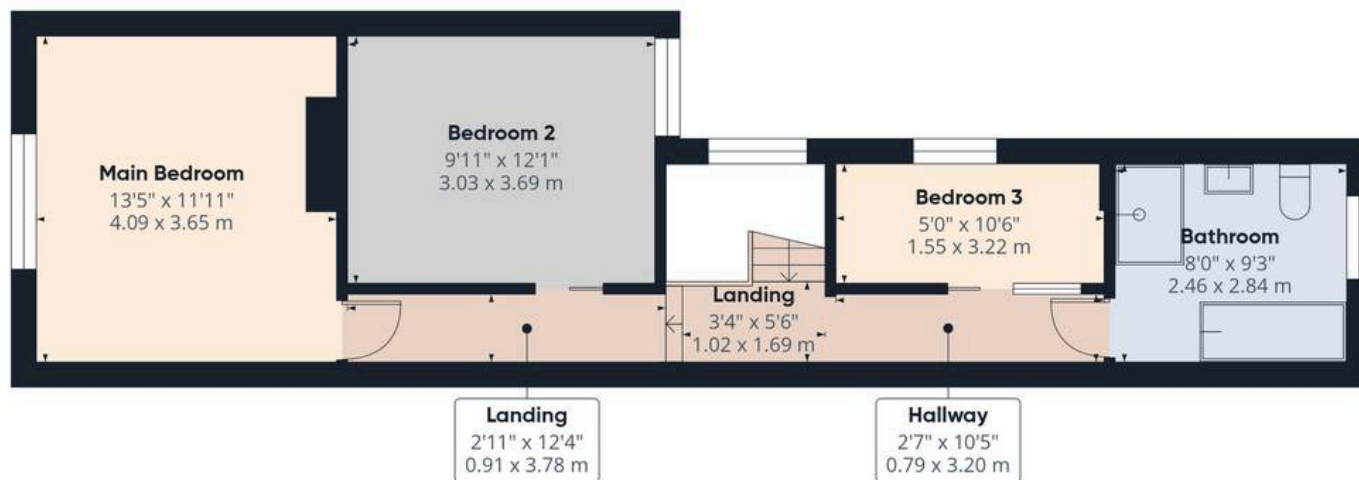 Main Bedroom
13'5" x 11'11"
4.09 x 3.65 m
Bedroom 2
9'11" x 12'1"
3.03 x 3.69 m
Bedroom 3
5'0" x 10'6"
1.55 x 3.22 m
Bathroom
8'0" x 9'3"
2.46 x 2.84 m
Landing
3'4" x 5'6"
1.02 x 1.69 m
Landing
2'11" x 12'4"
0.91 x 3.78 m
Hallway
2'7" x 10'5"
0.79 x 3.20 m